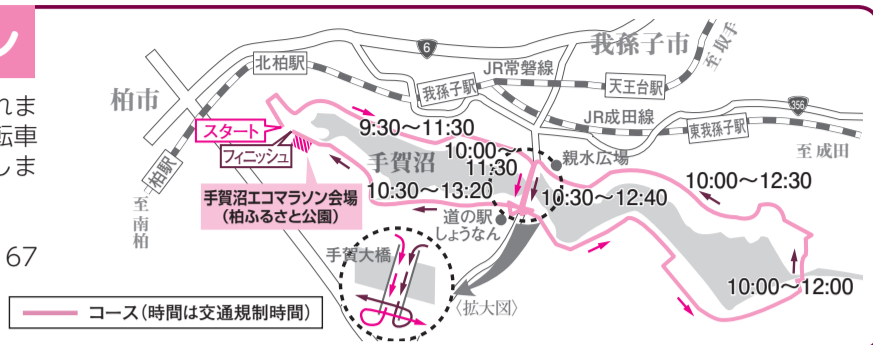 ン
れま
転車
しま
67
柏市
北柏駅
6
我孫子市
至取手
JR常磐線
我孫子駅
天王台駅
JR成田線
356
東我孫子駅
至成田
スタート
フィニッシュ
9:30〜11:30
手賀沼
10:00〜
11:30
親水広場
10:00〜12:30
柏駅
至南柏
手賀沼エコマラソン会場
(柏ふるさと公園)
10:30〜13:20
10:30〜12:40
道の駅
しょうなん
手賀大橋
10:00〜12:00
〈拡大図〉
コース(時間は交通規制時間)